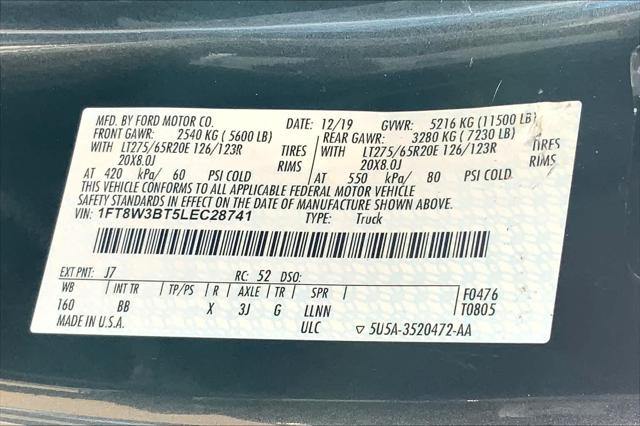 MFD. BY FORD MOTOR CO. DATE: 12/19 GVWR: 5216 KG (11500 LB)
FRONT GAWR: 2540 KG (5600 LB) REAR GAWR: 3280 KG (7230 LB)
WITH LT275/65R20E 126/123R TIRES WITH LT275/65R20E 126/123R TIRES
20X8.0J RIMS 20X8.0J RIMS
AT 420 kPa/ 60 PSI COLD AT 550 kPa/ 80 PSI COLD
THIS VEHICLE CONFORMS TO ALL APPLICABLE FEDERAL MOTOR VEHICLE
SAFETY STANDARDS IN EFFECT ON THE DATE OF MANUFACTURE SHOWN ABOVE.
VIN: 1FT8W3BT5LEC28741 TYPE: Truck
EXT PNT: J7 RC: 52 DSO:
WB INT TR TP/PS R AXLE TR SPR F0476
160 BB X 3J G LLNN T0805
MADE IN U.S.A. ULC ▽ 5U5A-3520472-AA